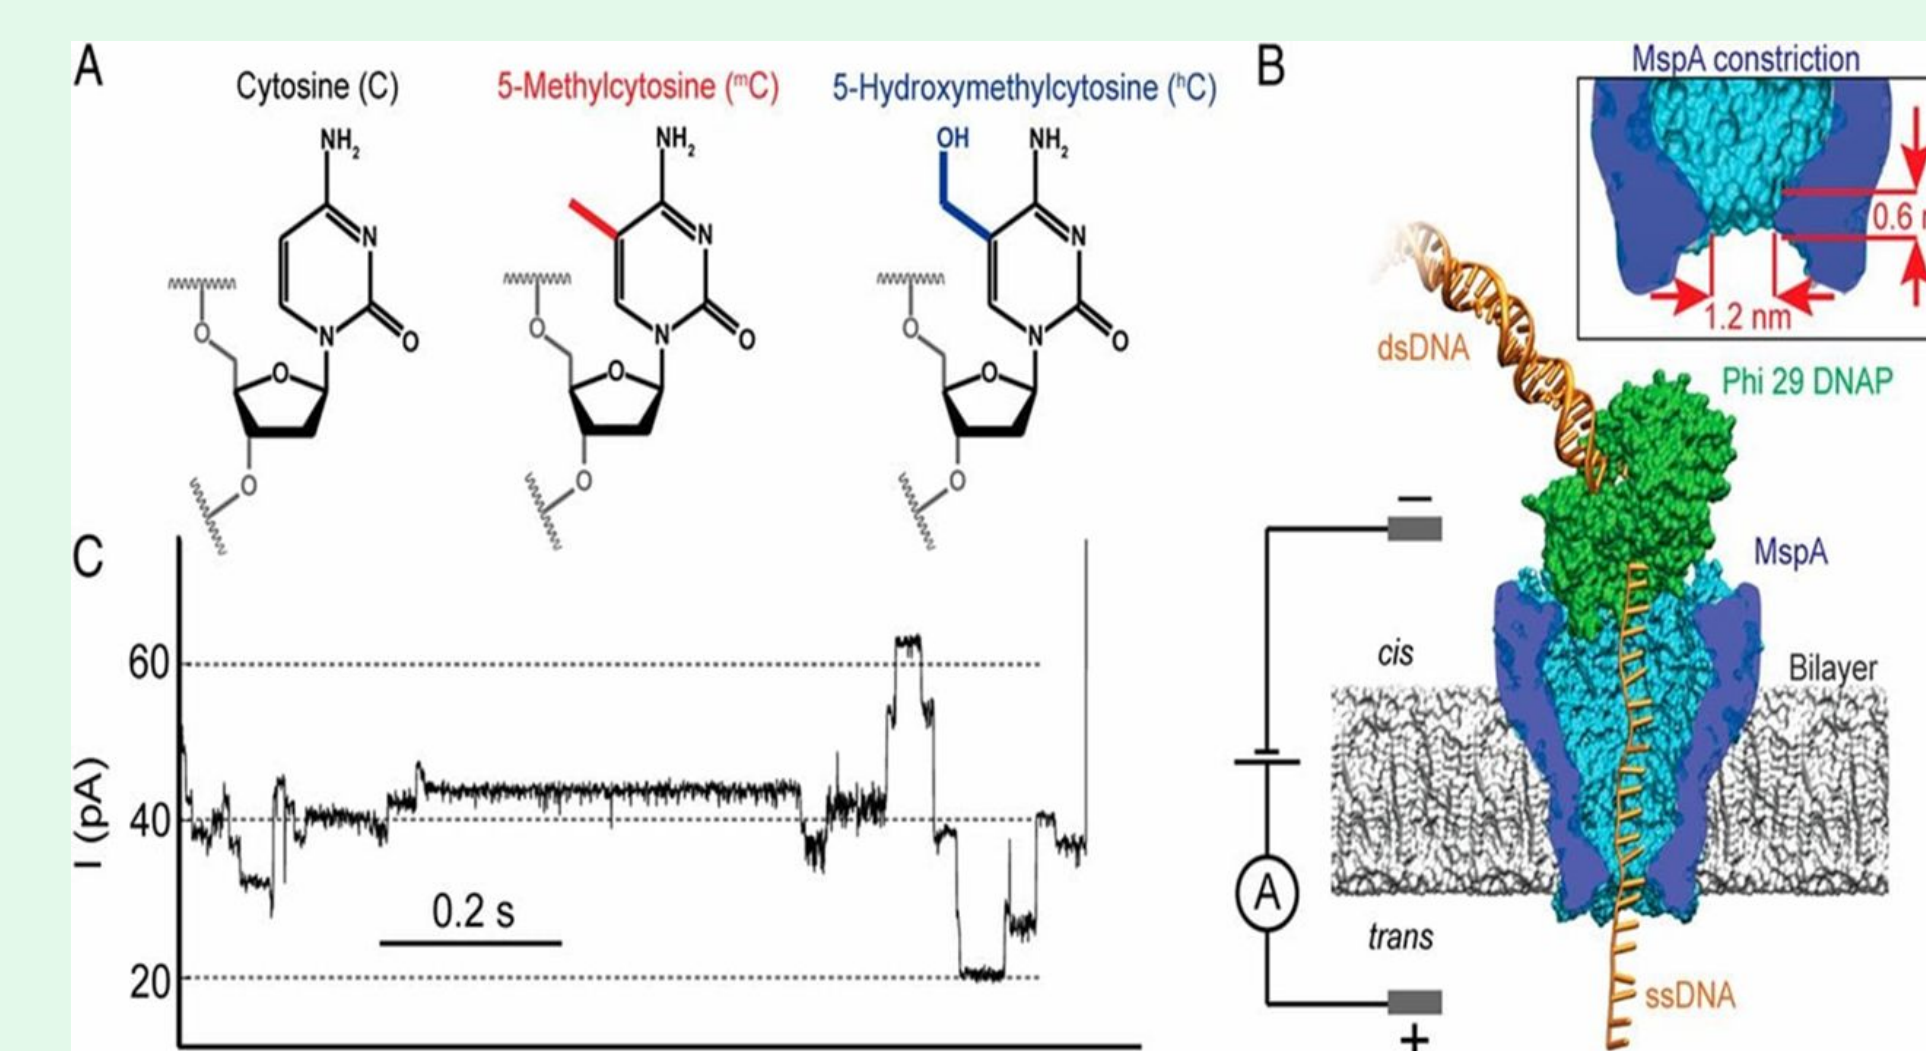 A
Cytosine (C)
5-Methylcytosine (ᵐC)
5-Hydroxymethylcytosine (ʰC)
NH₂
N
N
O
O
O
O
NH₂
N
N
O
O
O
O
OH
NH₂
N
N
O
O
O
O
B
MspA constriction
0.6
1.2 nm
dsDNA
Phi 29 DNAP
MspA
−
cis
Bilayer
A
trans
ssDNA
+
C
I (pA)
60
40
20
0.2 s